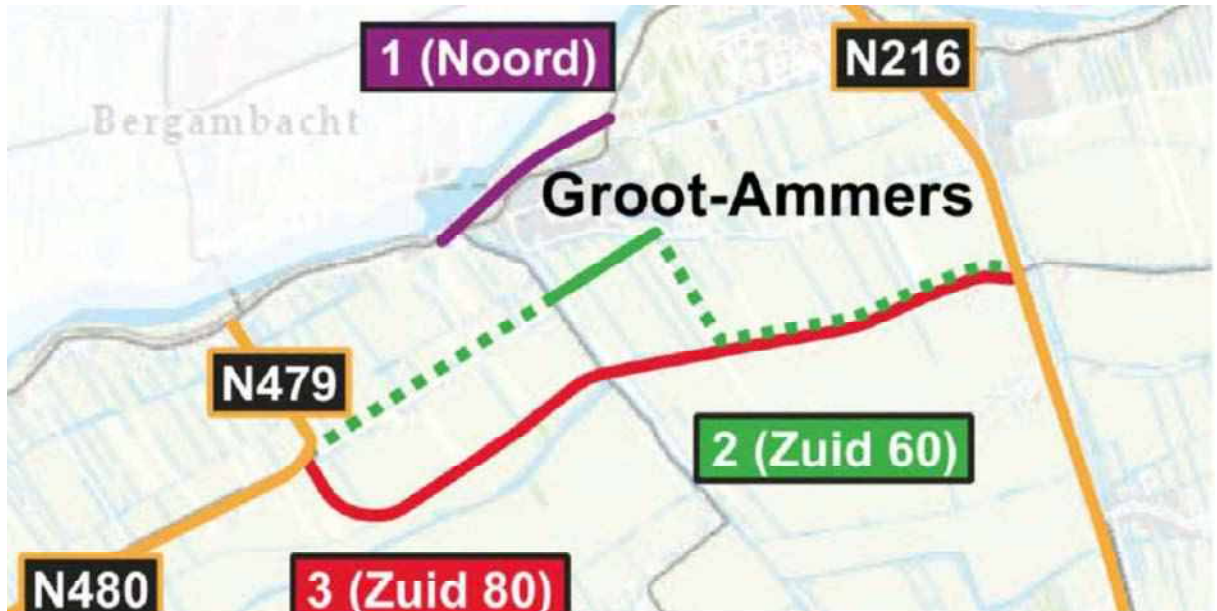 1 (Noord)
N216
Bergambacht
Groot-Ammers
N479
2 (Zuid 60)
N480
3 (Zuid 80)